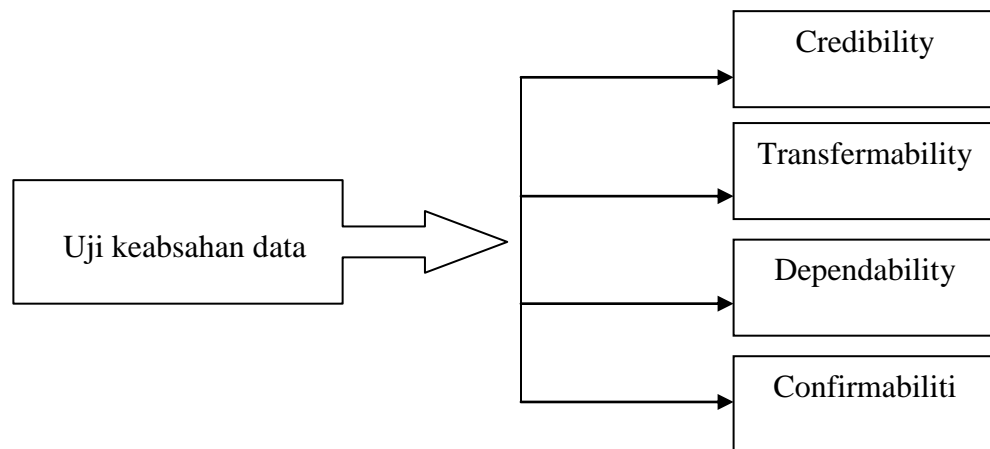 Uji keabsahan data
Credibility
Transfermability
Dependability
Confirmabiliti